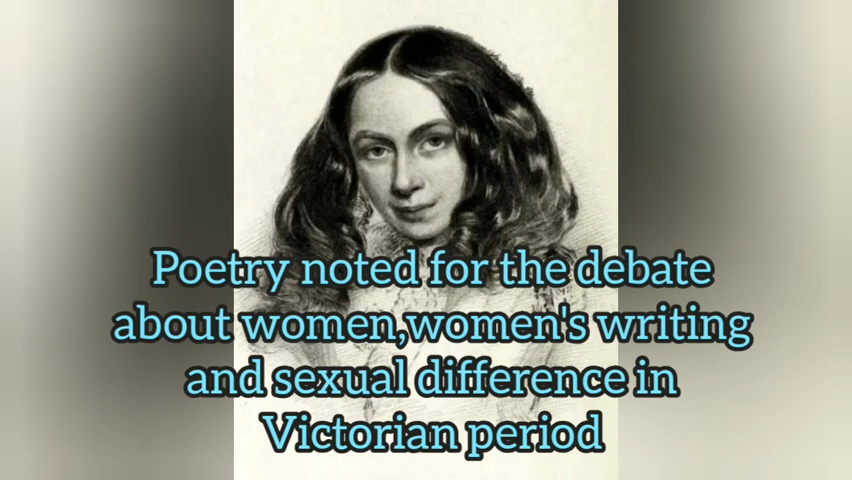 Poetry noted for the debate
about women,women's writing
and sexual difference in
Victorian period